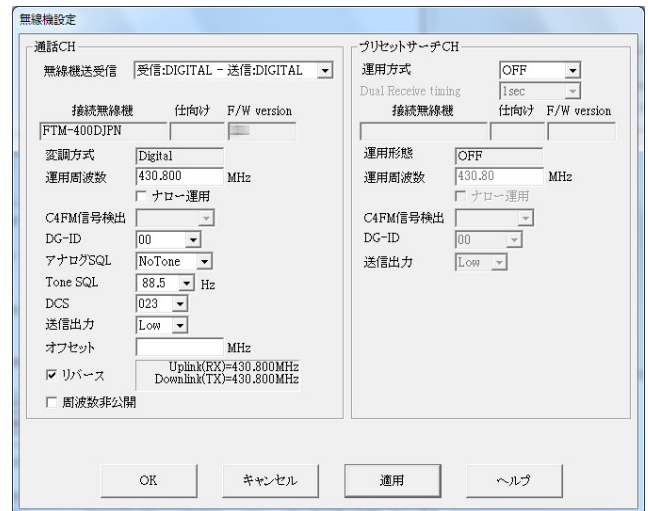 無線機設定
通話CH
無線機送受信 受信:DIGITAL - 送信:DIGITAL
接続無線機 仕向け F/W version
FTM-400DJPN
変調方式 Digital
運用周波数 430.800 MHz
ナロー運用
C4FM信号検出
DG-ID 00
アナログSQL NoTone
Tone SQL 88.5 Hz
DCS 023
送信出力 Low
オフセット MHz
リバース Uplink(RX)=430.800MHz
Downlink(TX)=430.800MHz
周波数非公開
プリセットサーチCH
運用方式 OFF
Dual Receive timing 1sec
接続無線機 仕向け F/W version
運用形態 OFF
運用周波数 430.80 MHz
ナロー運用
C4FM信号検出
DG-ID 00
送信出力 Low
OK キャンセル 適用 ヘルプ